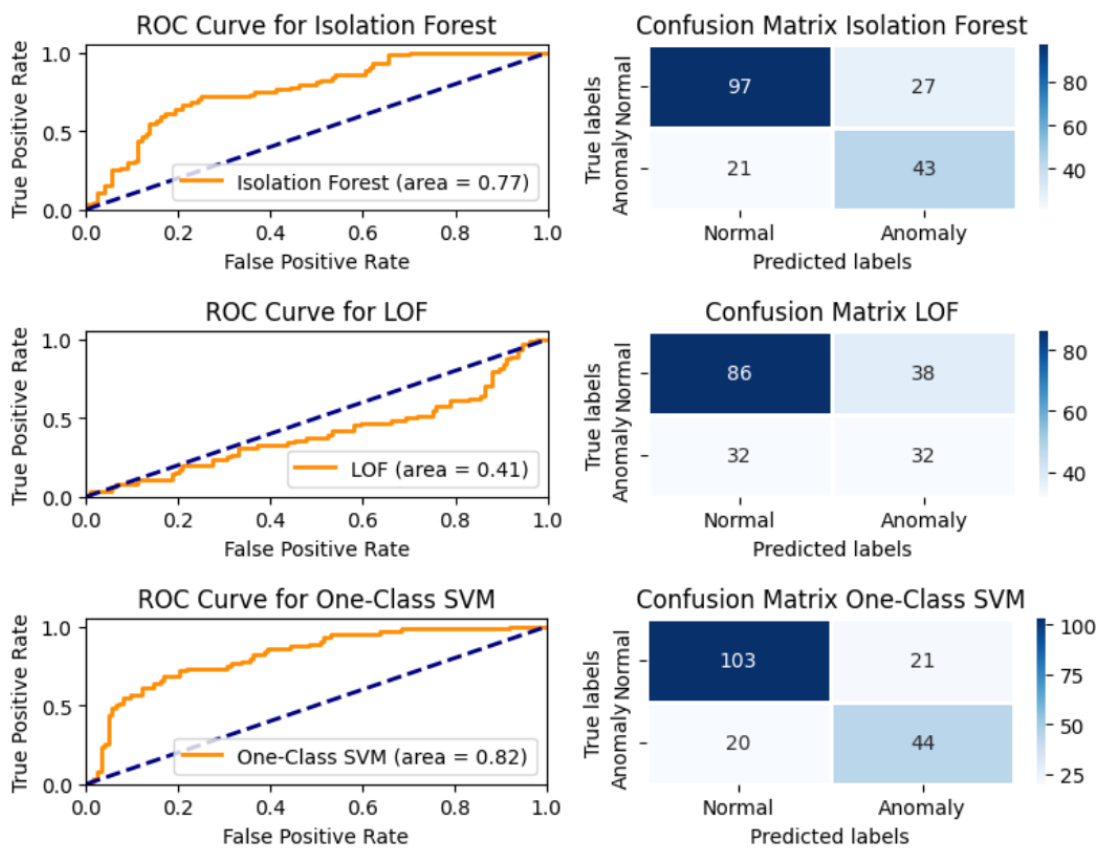 ROC Curve for Isolation Forest
True Positive Rate
1.0
0.5
0.0
Isolation Forest (area = 0.77)
0.0 0.2 0.4 0.6 0.8 1.0
False Positive Rate
Confusion Matrix Isolation Forest
True labels
Normal
Anomaly
97 27
21 43
Normal Anomaly
Predicted labels
80
60
40
ROC Curve for LOF
True Positive Rate
1.0
0.5
0.0
LOF (area = 0.41)
0.0 0.2 0.4 0.6 0.8 1.0
False Positive Rate
Confusion Matrix LOF
True labels
Normal
Anomaly
86 38
32 32
Normal Anomaly
Predicted labels
80
60
40
ROC Curve for One-Class SVM
True Positive Rate
1.0
0.5
0.0
One-Class SVM (area = 0.82)
0.0 0.2 0.4 0.6 0.8 1.0
False Positive Rate
Confusion Matrix One-Class SVM
True labels
Normal
Anomaly
103 21
20 44
Normal Anomaly
Predicted labels
100
75
50
25